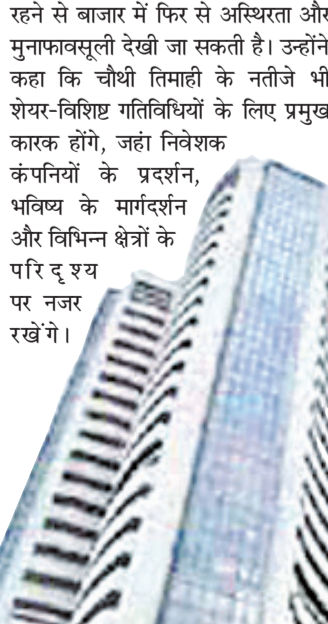 रहने से बाजार में फिर से अस्थिरता और
मुनाफावसूली देखी जा सकती है। उन्होंने
कहा कि चौथी तिमाही के नतीजे भी
शेयर-विशिष्ट गतिविधियों के लिए प्रमुख
कारक होंगे, जहां निवेशक
कंपनियों के प्रदर्शन,
भविष्य के मार्गदर्शन
और विभिन्न क्षेत्रों के
परिदृश्य
पर नजर
रखेंगे।